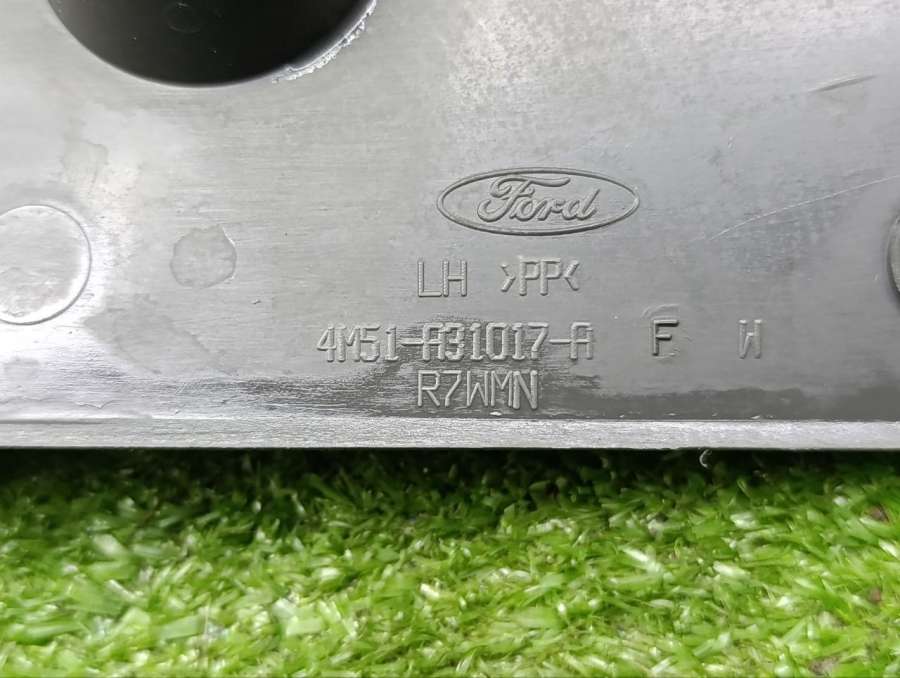 Ford
LH >PP<
4M51-A31017-A F W
R7WMN